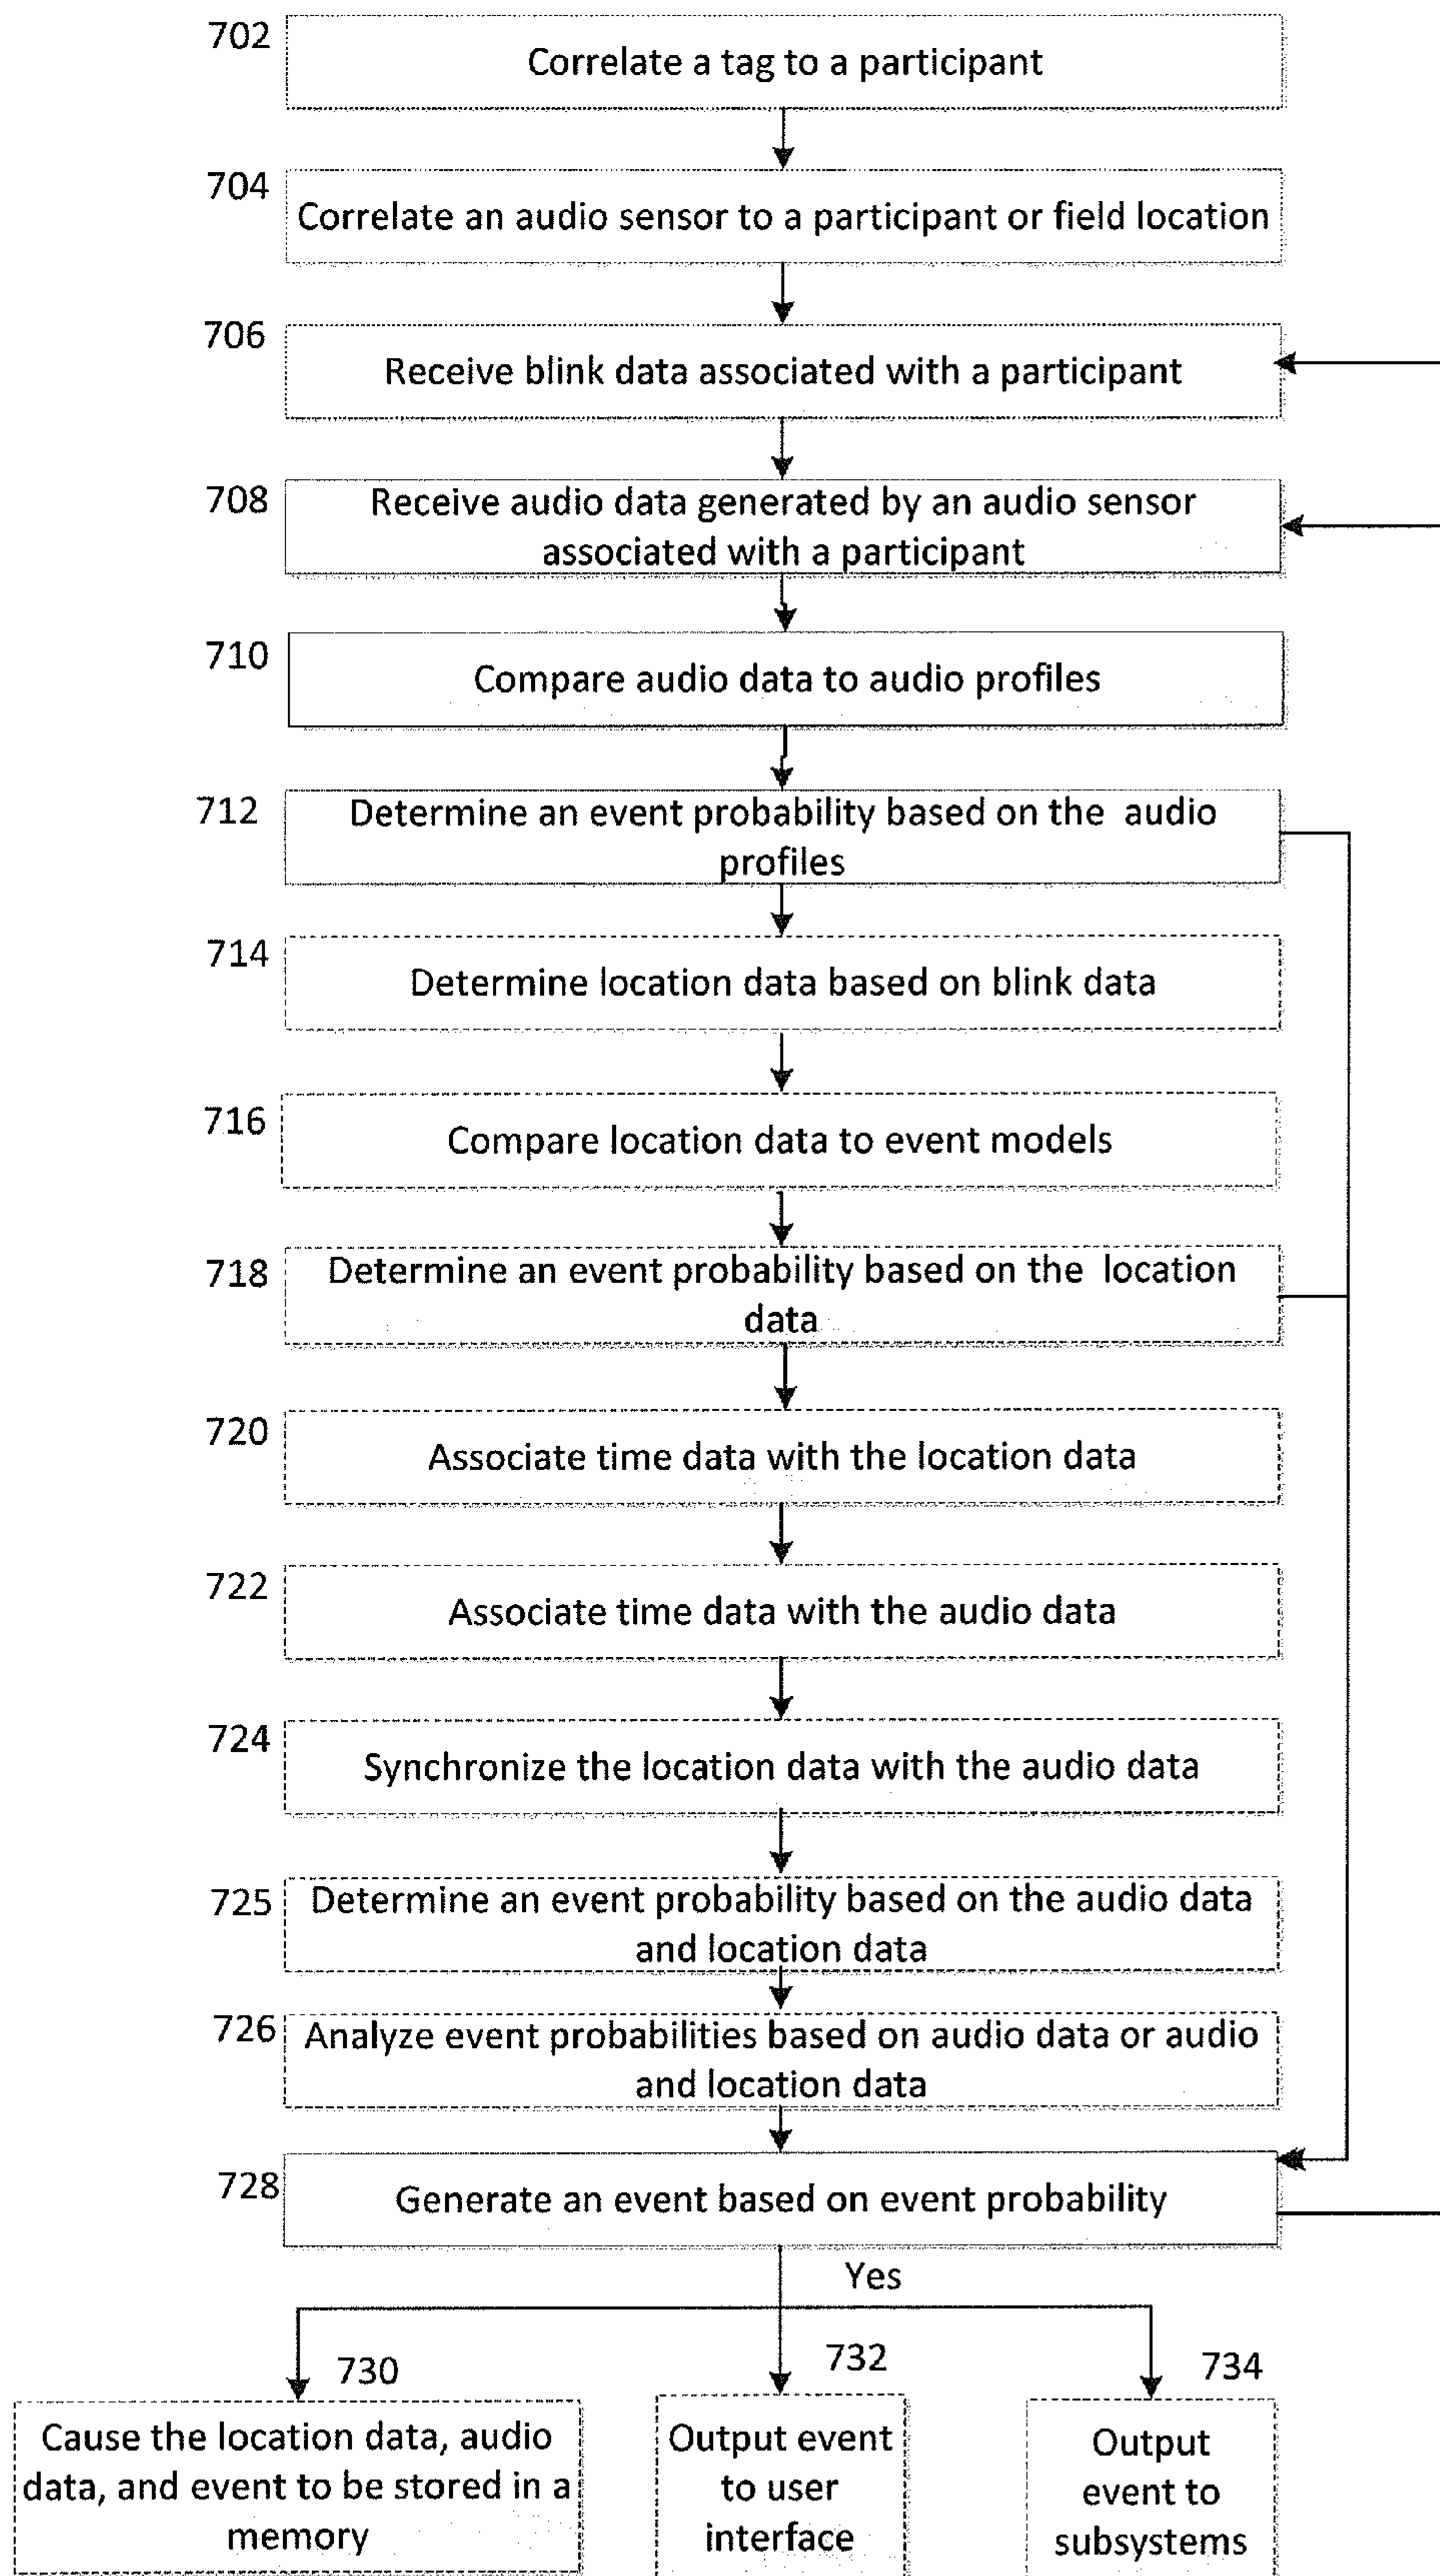 702
Correlate a tag to a participant
704
Correlate an audio sensor to a participant or field location
706
Receive blink data associated with a participant
708
Receive audio data generated by an audio sensor
associated with a participant
710
Compare audio data to audio profiles
712
Determine an event probability based on the audio
profiles
714
Determine location data based on blink data
716
Compare location data to event models
718
Determine an event probability based on the location
data
720
Associate time data with the location data
722
Associate time data with the audio data
724
Synchronize the location data with the audio data
725
Determine an event probability based on the audio data
and location data
726
Analyze event probabilities based on audio data or audio
and location data
728
Generate an event based on event probability
Yes
730
Cause the location data, audio
data, and event to be stored in a
memory
732
Output event
to user
interface
734
Output
event to
subsystems